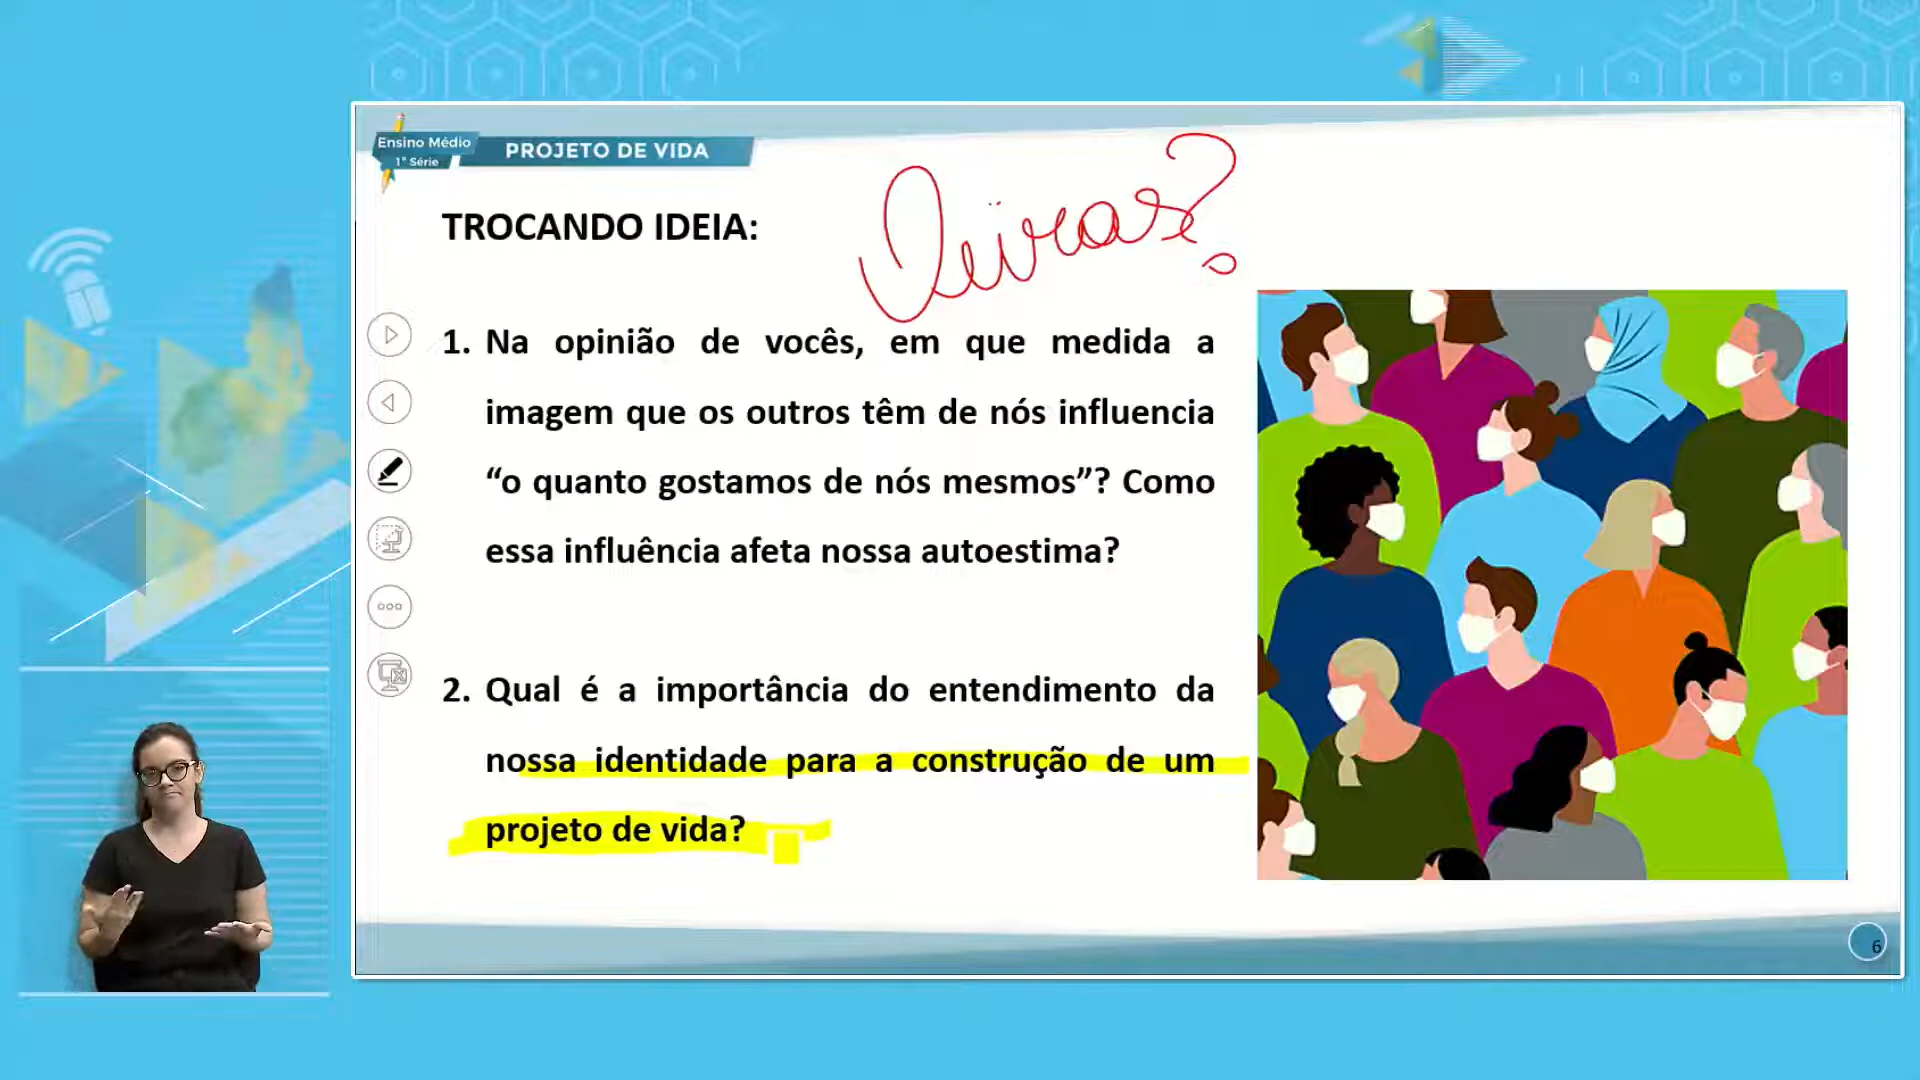 Ensino Médio
1ª Série
PROJETO DE VIDA
TROCANDO IDEIA:
1. Na opinião de vocês, em que medida a
imagem que os outros têm de nós influencia
“o quanto gostamos de nós mesmos”? Como
essa influência afeta nossa autoestima?
2. Qual é a importância do entendimento da
nossa identidade para a construção de um
projeto de vida?
6